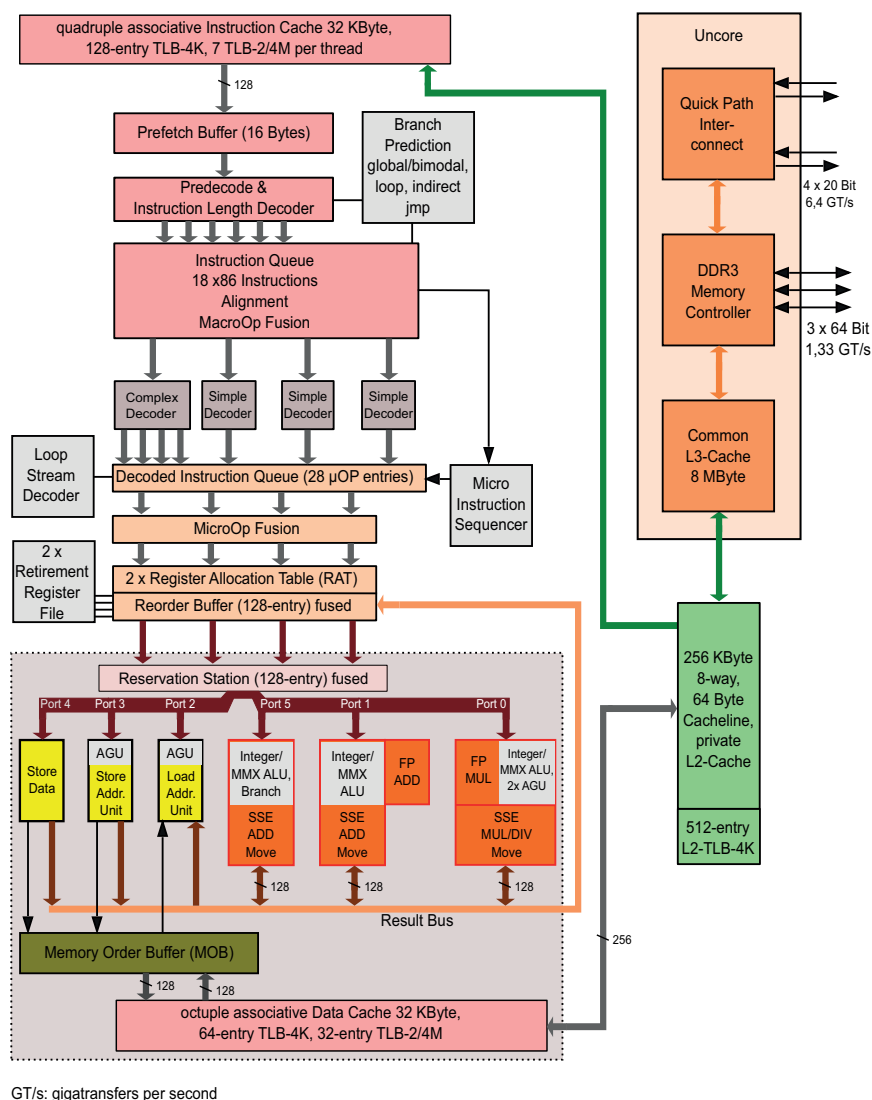 quadruple associative Instruction Cache 32 KByte,
128-entry TLB-4K, 7 TLB-2/4M per thread
128
Prefetch Buffer (16 Bytes)
Predecode &
Instruction Length Decoder
Branch
Prediction
global/bimodal,
loop, indirect
jmp
Instruction Queue
18 x86 Instructions
Alignment
MacroOp Fusion
Complex
Decoder
Simple
Decoder
Simple
Decoder
Simple
Decoder
Loop
Stream
Decoder
Decoded Instruction Queue (28 µOP entries)
Micro
Instruction
Sequencer
MicroOp Fusion
2 x
Retirement
Register
File
2 x Register Allocation Table (RAT)
Reorder Buffer (128-entry) fused
Reservation Station (128-entry) fused
Port 4
Port 3
Port 2
Port 5
Port 1
Port 0
Store
Data
AGU
Store
Addr.
Unit
AGU
Load
Addr.
Unit
Integer/
MMX ALU,
Branch
SSE
ADD
Move
Integer/
MMX
ALU
FP
ADD
SSE
ADD
Move
FP
MUL
Integer/
MMX ALU,
2x AGU
SSE
MUL/DIV
Move
128
128
128
Result Bus
Memory Order Buffer (MOB)
128
128
octuple associative Data Cache 32 KByte,
64-entry TLB-4K, 32-entry TLB-2/4M
256
Uncore
Quick Path
Inter-
connect
4 x 20 Bit
6,4 GT/s
DDR3
Memory
Controller
3 x 64 Bit
1,33 GT/s
Common
L3-Cache
8 MByte
256 KByte
8-way,
64 Byte
Cacheline,
private
L2-Cache
512-entry
L2-TLB-4K
GT/s: gigatransfers per second